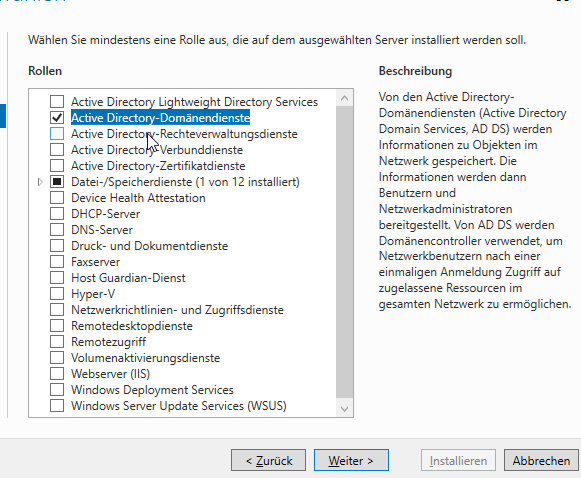 Wählen Sie mindestens eine Rolle aus, die auf dem ausgewählten Server installiert werden soll.
Rollen
Active Directory Lightweight Directory Services
Active Directory-Domänendienste
Active Directory-Rechteverwaltungsdienste
Active Directory-Verbunddienste
Active Directory-Zertifikatdienste
Datei-/Speicherdienste (1 von 12 installiert)
Device Health Attestation
DHCP-Server
DNS-Server
Druck- und Dokumentdienste
Faxserver
Host Guardian-Dienst
Hyper-V
Netzwerkrichtlinien- und Zugriffsdienste
Remotedesktopdienste
Remotezugriff
Volumenaktivierungsdienste
Webserver (IIS)
Windows Deployment Services
Windows Server Update Services (WSUS)
Beschreibung
Von den Active Directory-
Domänendiensten (Active Directory
Domain Services, AD DS) werden
Informationen zu Objekten im
Netzwerk gespeichert. Die
Informationen werden dann
Benutzern und
Netzwerkadministratoren
bereitgestellt. Von AD DS werden
Domänencontroller verwendet, um
Netzwerkbenutzern nach einer
einmaligen Anmeldung Zugriff auf
zugelassene Ressourcen im
gesamten Netzwerk zu ermöglichen.
< Zurück
Weiter >
Installieren
Abbrechen